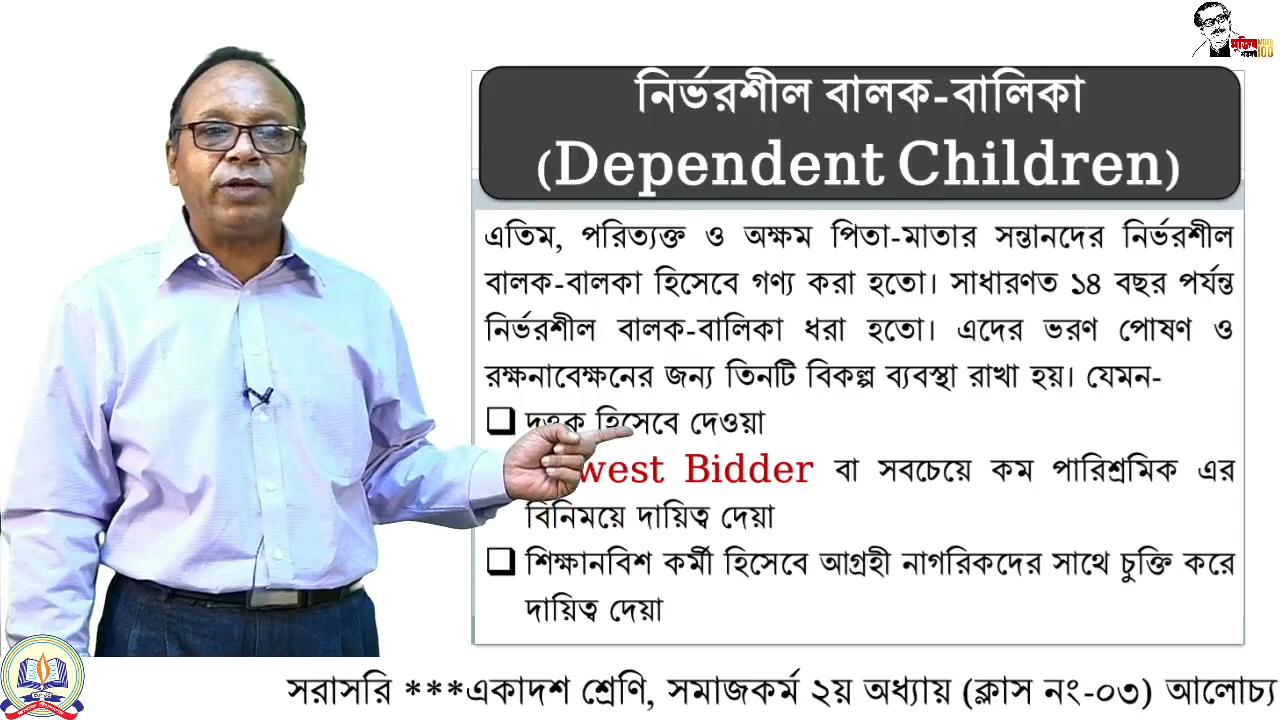 নির্ভরশীল বালক-বালিকা
(Dependent Children)
এতিম, পরিত্যক্ত ও অক্ষম পিতা-মাতার সন্তানদের নির্ভরশীল
বালক-বালকা হিসেবে গণ্য করা হতো। সাধারণত ১৪ বছর পর্যন্ত
নির্ভরশীল বালক-বালিকা ধরা হতো। এদের ভরণ পোষণ ও
রক্ষনাবেক্ষনের জন্য তিনটি বিকল্প ব্যবস্থা রাখা হয়। যেমন-
দত্তক হিসেবে দেওয়া
west Bidder বা সবচেয়ে কম পারিশ্রমিক এর
বিনিময়ে দায়িত্ব দেয়া
শিক্ষানবিশ কর্মী হিসেবে আগ্রহী নাগরিকদের সাথে চুক্তি করে
দায়িত্ব দেয়া
সরাসরি ***একাদশ শ্রেণি, সমাজকর্ম ২য় অধ্যায় (ক্লাস নং-০৩) আলোচ্য